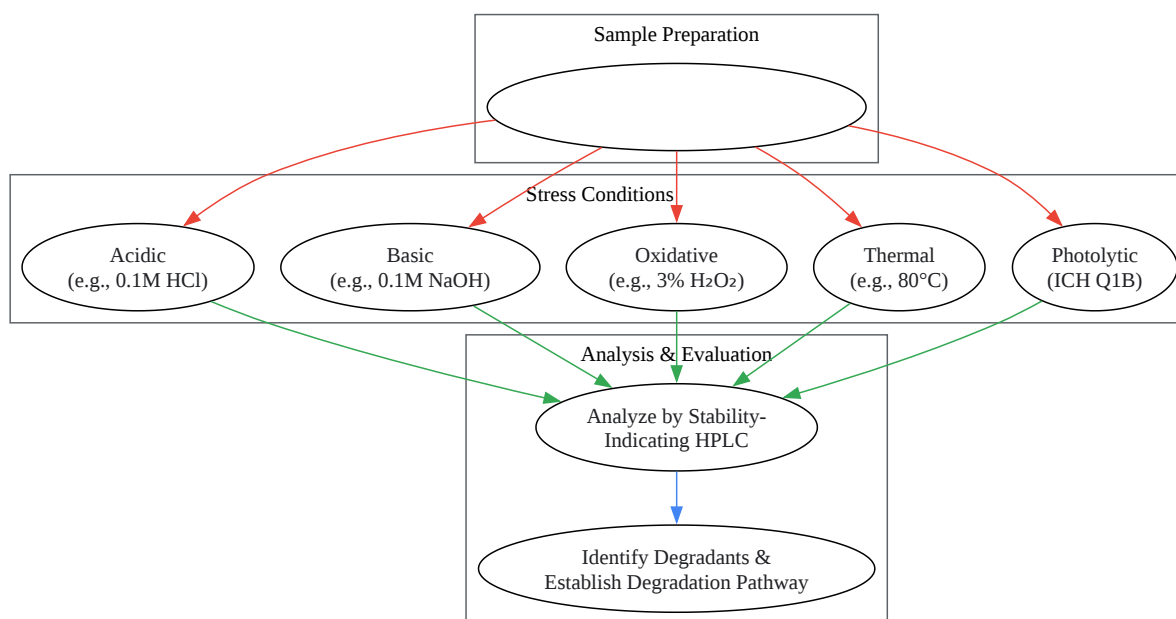 Sample Preparation
Stress Conditions
Acidic
(e.g., 0.1M HCl)
Basic
(e.g., 0.1M NaOH)
Oxidative
(e.g., 3% H₂O₂)
Thermal
(e.g., 80°C)
Photolytic
(ICH Q1B)
Analysis & Evaluation
Analyze by Stability-
Indicating HPLC
Identify Degradants &
Establish Degradation Pathway